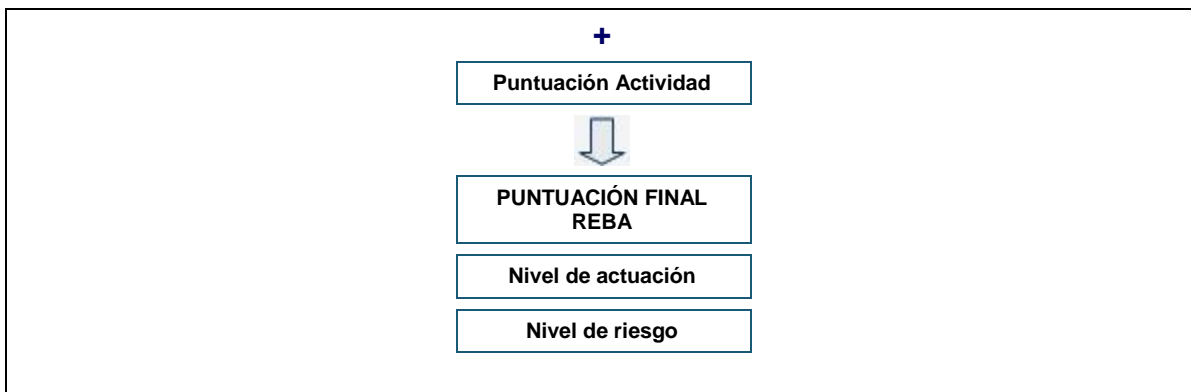 +
Puntuación Actividad
PUNTUACIÓN FINAL
REBA
Nivel de actuación
Nivel de riesgo